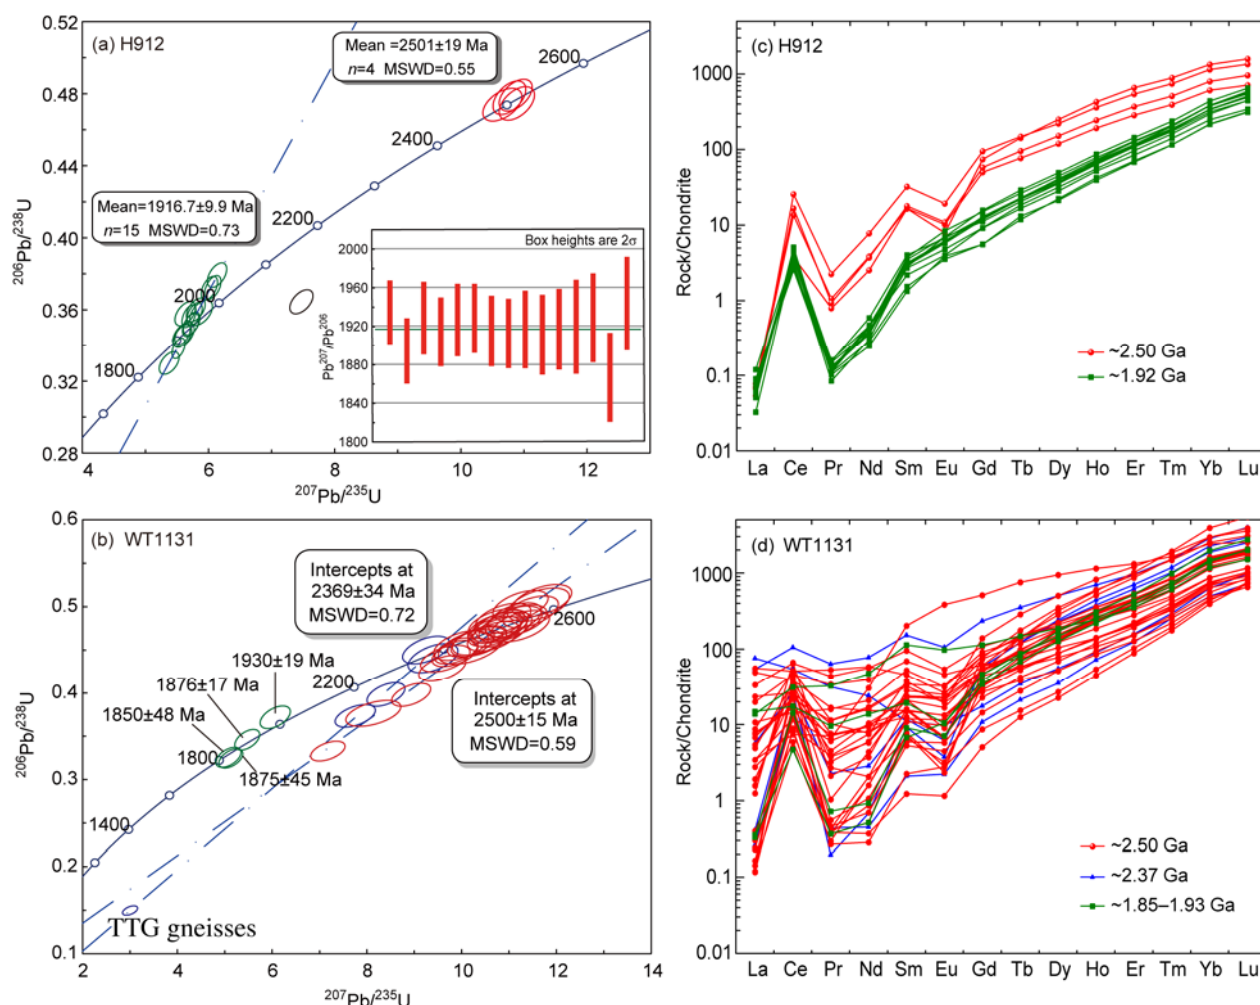 (a) H912
Mean =2501±19 Ma
n=4 MSWD=0.55
Mean=1916.7±9.9 Ma
n=15 MSWD=0.73
2600
2400
2200
2000
1800
0.52
0.48
0.44
0.40
0.36
0.32
0.28
206Pb/238U
4 6 8 10 12
207Pb/235U
Box heights are 2σ
2000
1960
1920
1880
1840
1800
Pb207/Pb206
(c) H912
1000
100
10
1
0.1
0.01
Rock/Chondrite
~2.50 Ga
~1.92 Ga
La Ce Pr Nd Sm Eu Gd Tb Dy Ho Er Tm Yb Lu
(b) WT1131
Intercepts at
2369±34 Ma
MSWD=0.72
Intercepts at
2500±15 Ma
MSWD=0.59
1930±19 Ma
1876±17 Ma
1850±48 Ma
1875±45 Ma
2600
2200
1800
1400
TTG gneisses
0.6
0.5
0.4
0.3
0.2
0.1
206Pb/238U
2 4 6 8 10 12 14
207Pb/235U
(d) WT1131
1000
100
10
1
0.1
0.01
Rock/Chondrite
~2.50 Ga
~2.37 Ga
~1.85–1.93 Ga
La Ce Pr Nd Sm Eu Gd Tb Dy Ho Er Tm Yb Lu